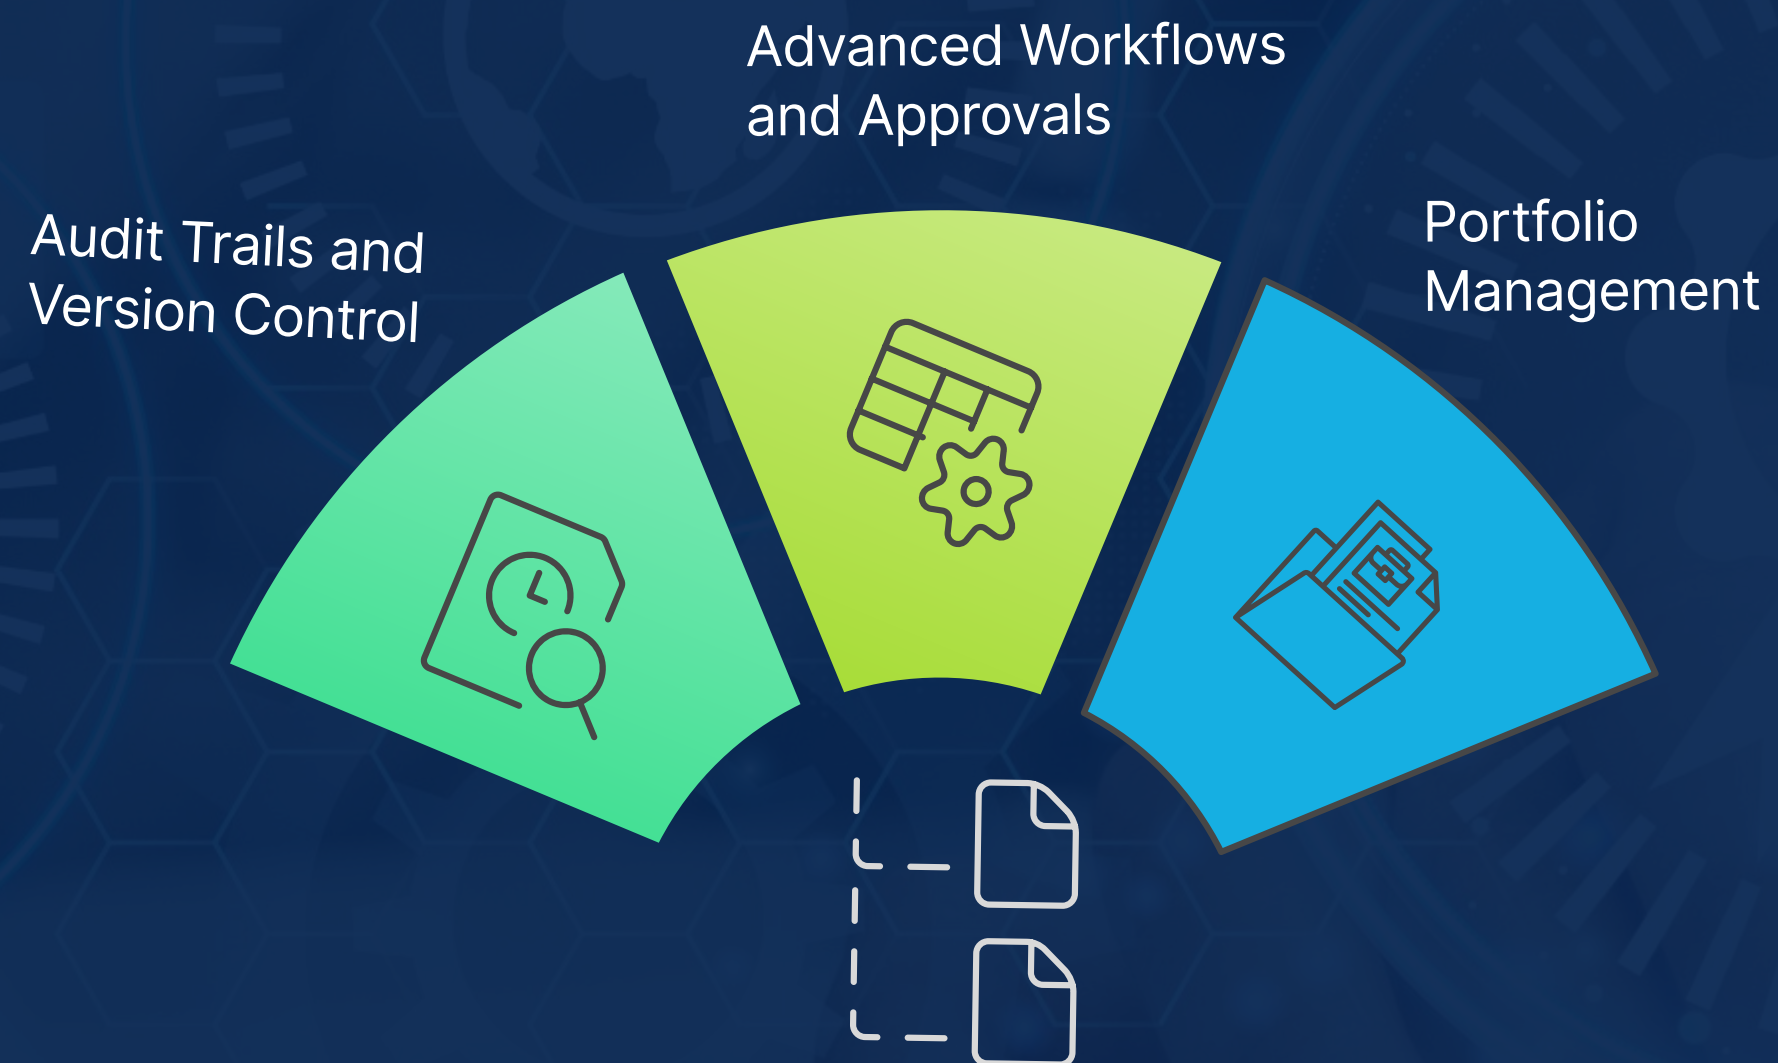 Advanced Workflows
and Approvals
Audit Trails and
Version Control
Portfolio
Management